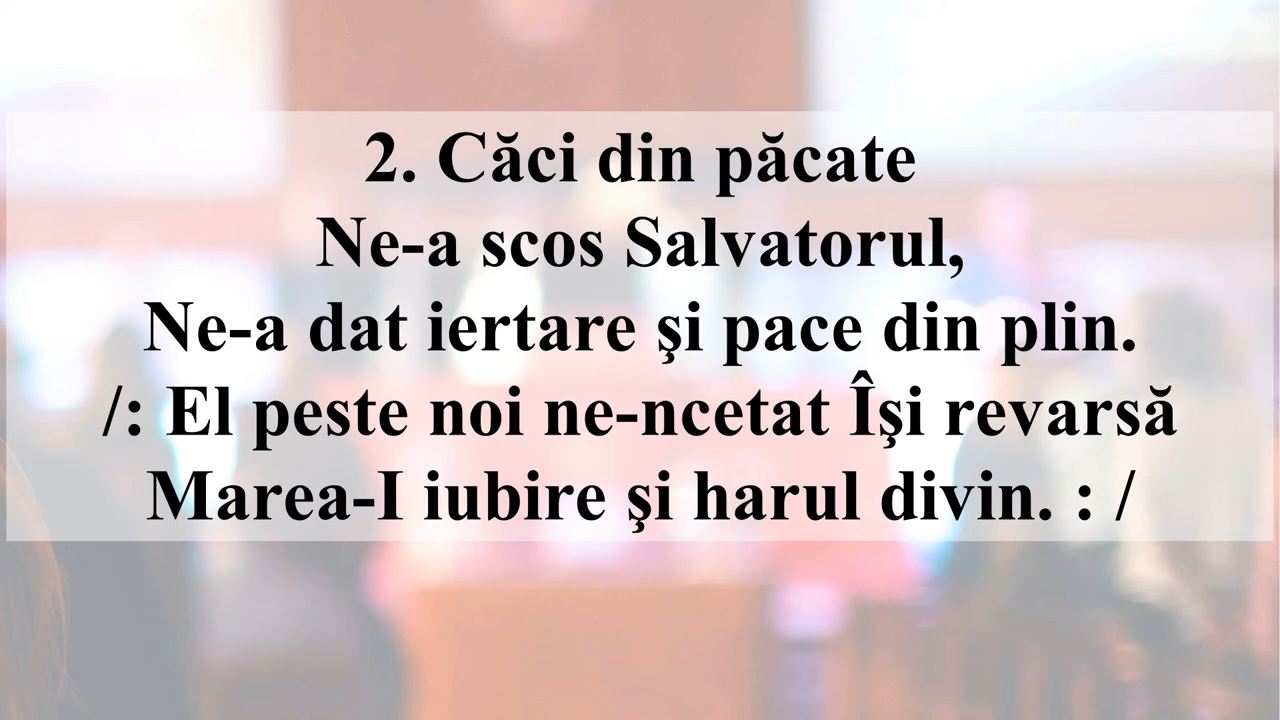 2. Căci din păcate
Ne-a scos Salvatorul,
Ne-a dat iertare şi pace din plin.
/: El peste noi ne-ncetat Îşi revarsă
Marea-I iubire şi harul divin. : /